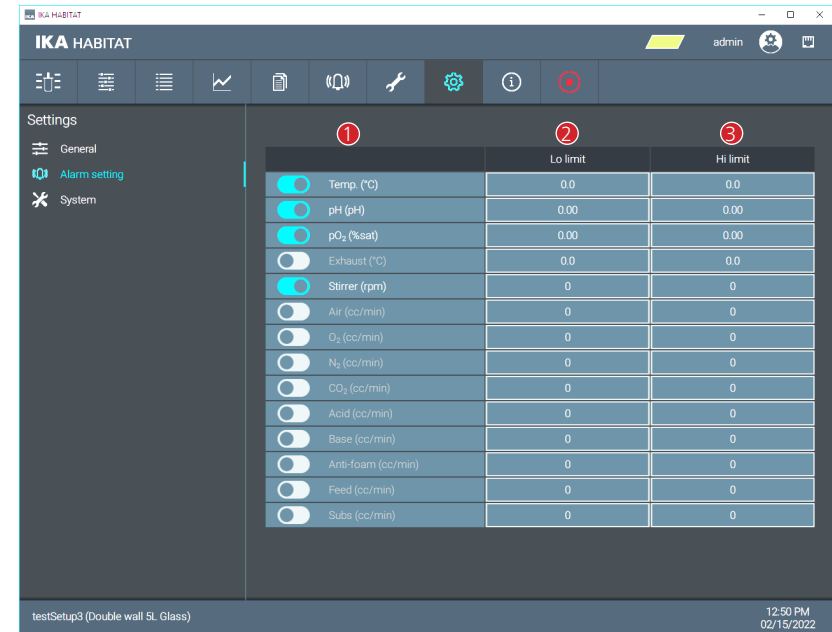 IKA HABITAT
IKA HABITAT
admin
Settings
General
Alarm setting
System
1 2 3
Lo limit Hi limit
Temp. (°C) 0.0 0.0
pH (pH) 0.00 0.00
pO₂ (%sat) 0.00 0.00
Exhaust (°C) 0.0 0.0
Stirrer (rpm) 0 0
Air (cc/min) 0 0
O₂ (cc/min) 0 0
N₂ (cc/min) 0 0
CO₂ (cc/min) 0 0
Acid (cc/min) 0 0
Base (cc/min) 0 0
Anti-foam (cc/min) 0 0
Feed (cc/min) 0 0
Subs (cc/min) 0 0
testSetup3 (Double wall 5L Glass)
12:50 PM
02/15/2022